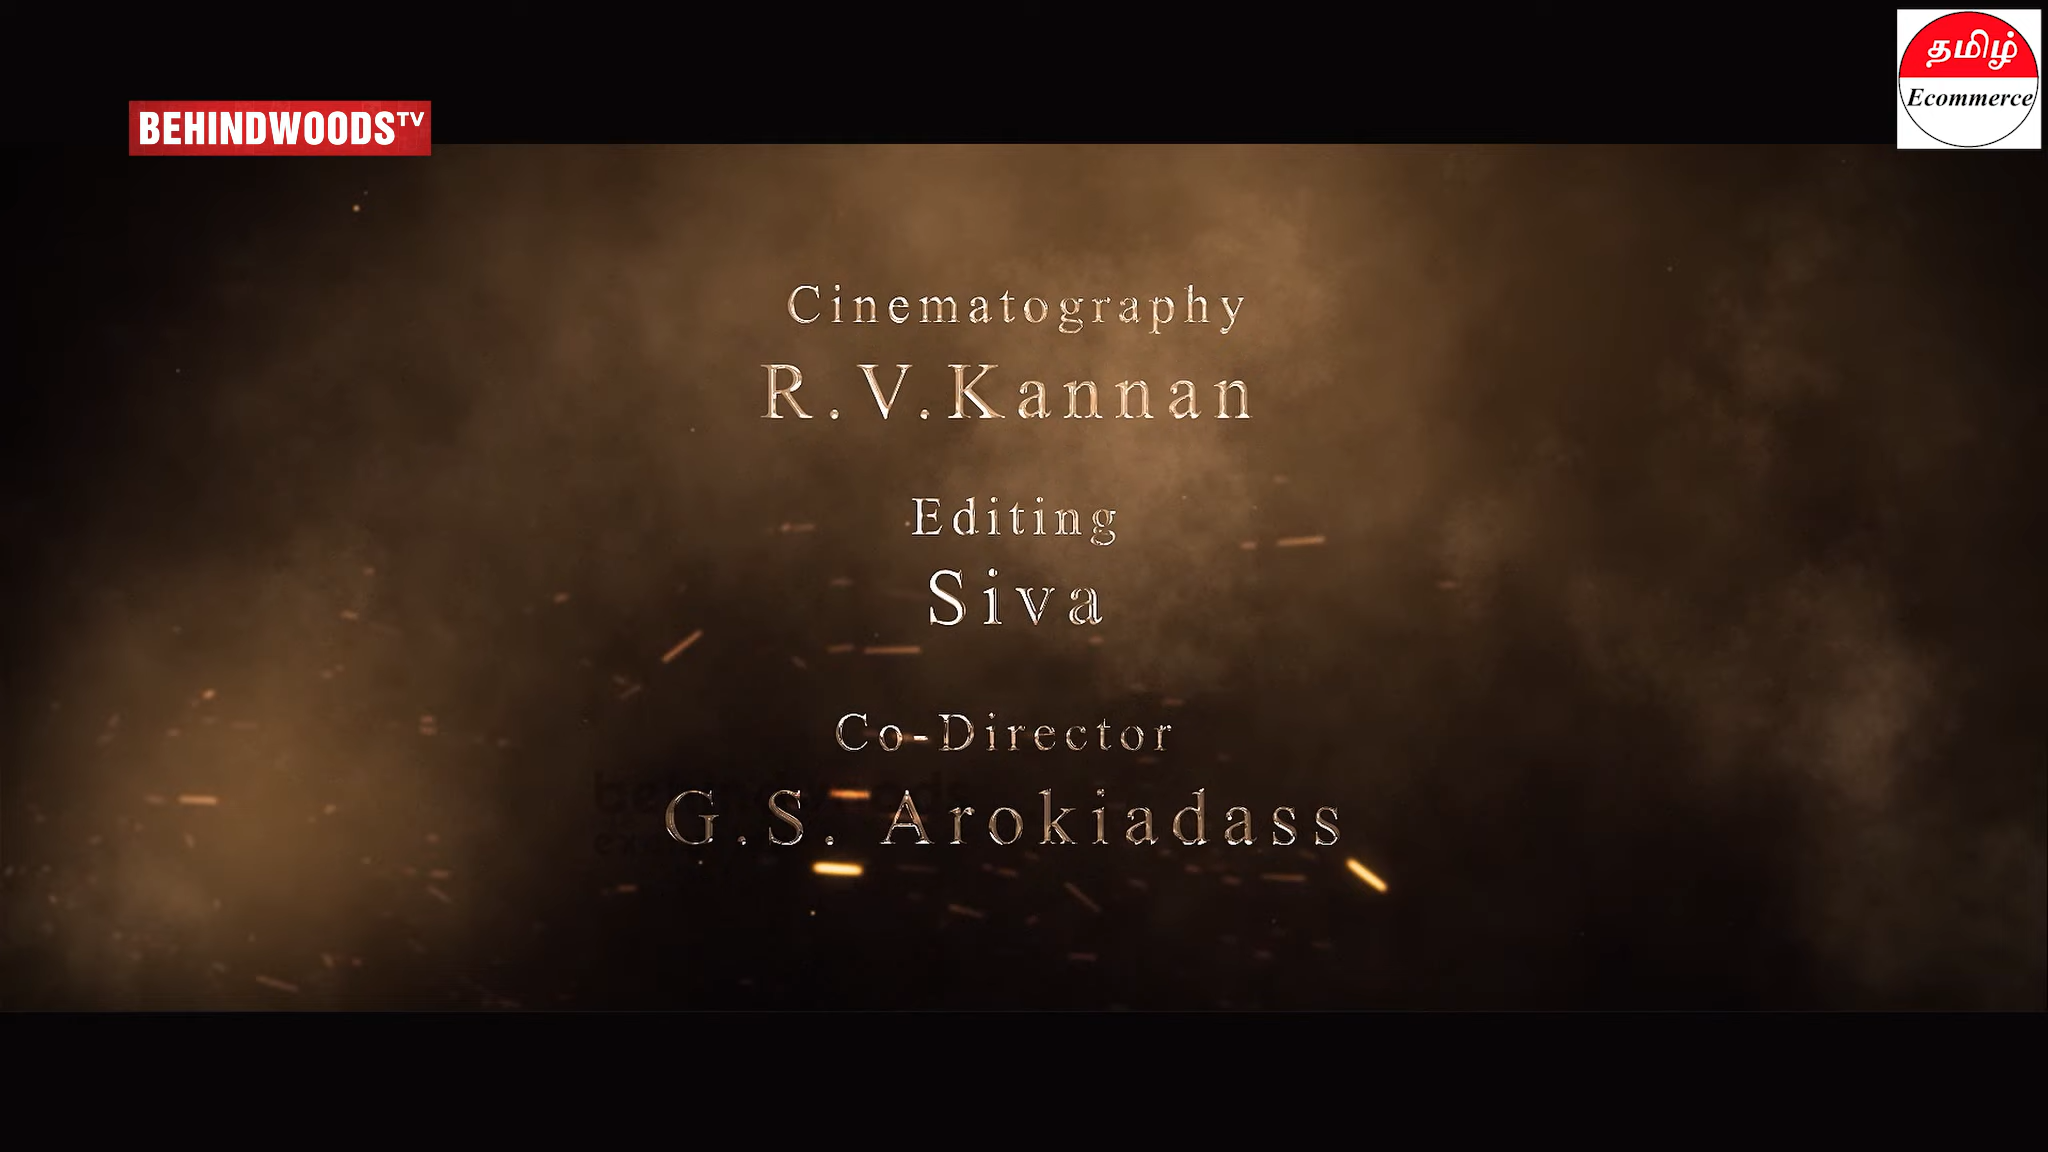 BEHINDWOODS TV
தமிழ்
Ecommerce
Cinematography
R.V.Kannan
Editing
Siva
Co-Director
G.S. Arokiadass